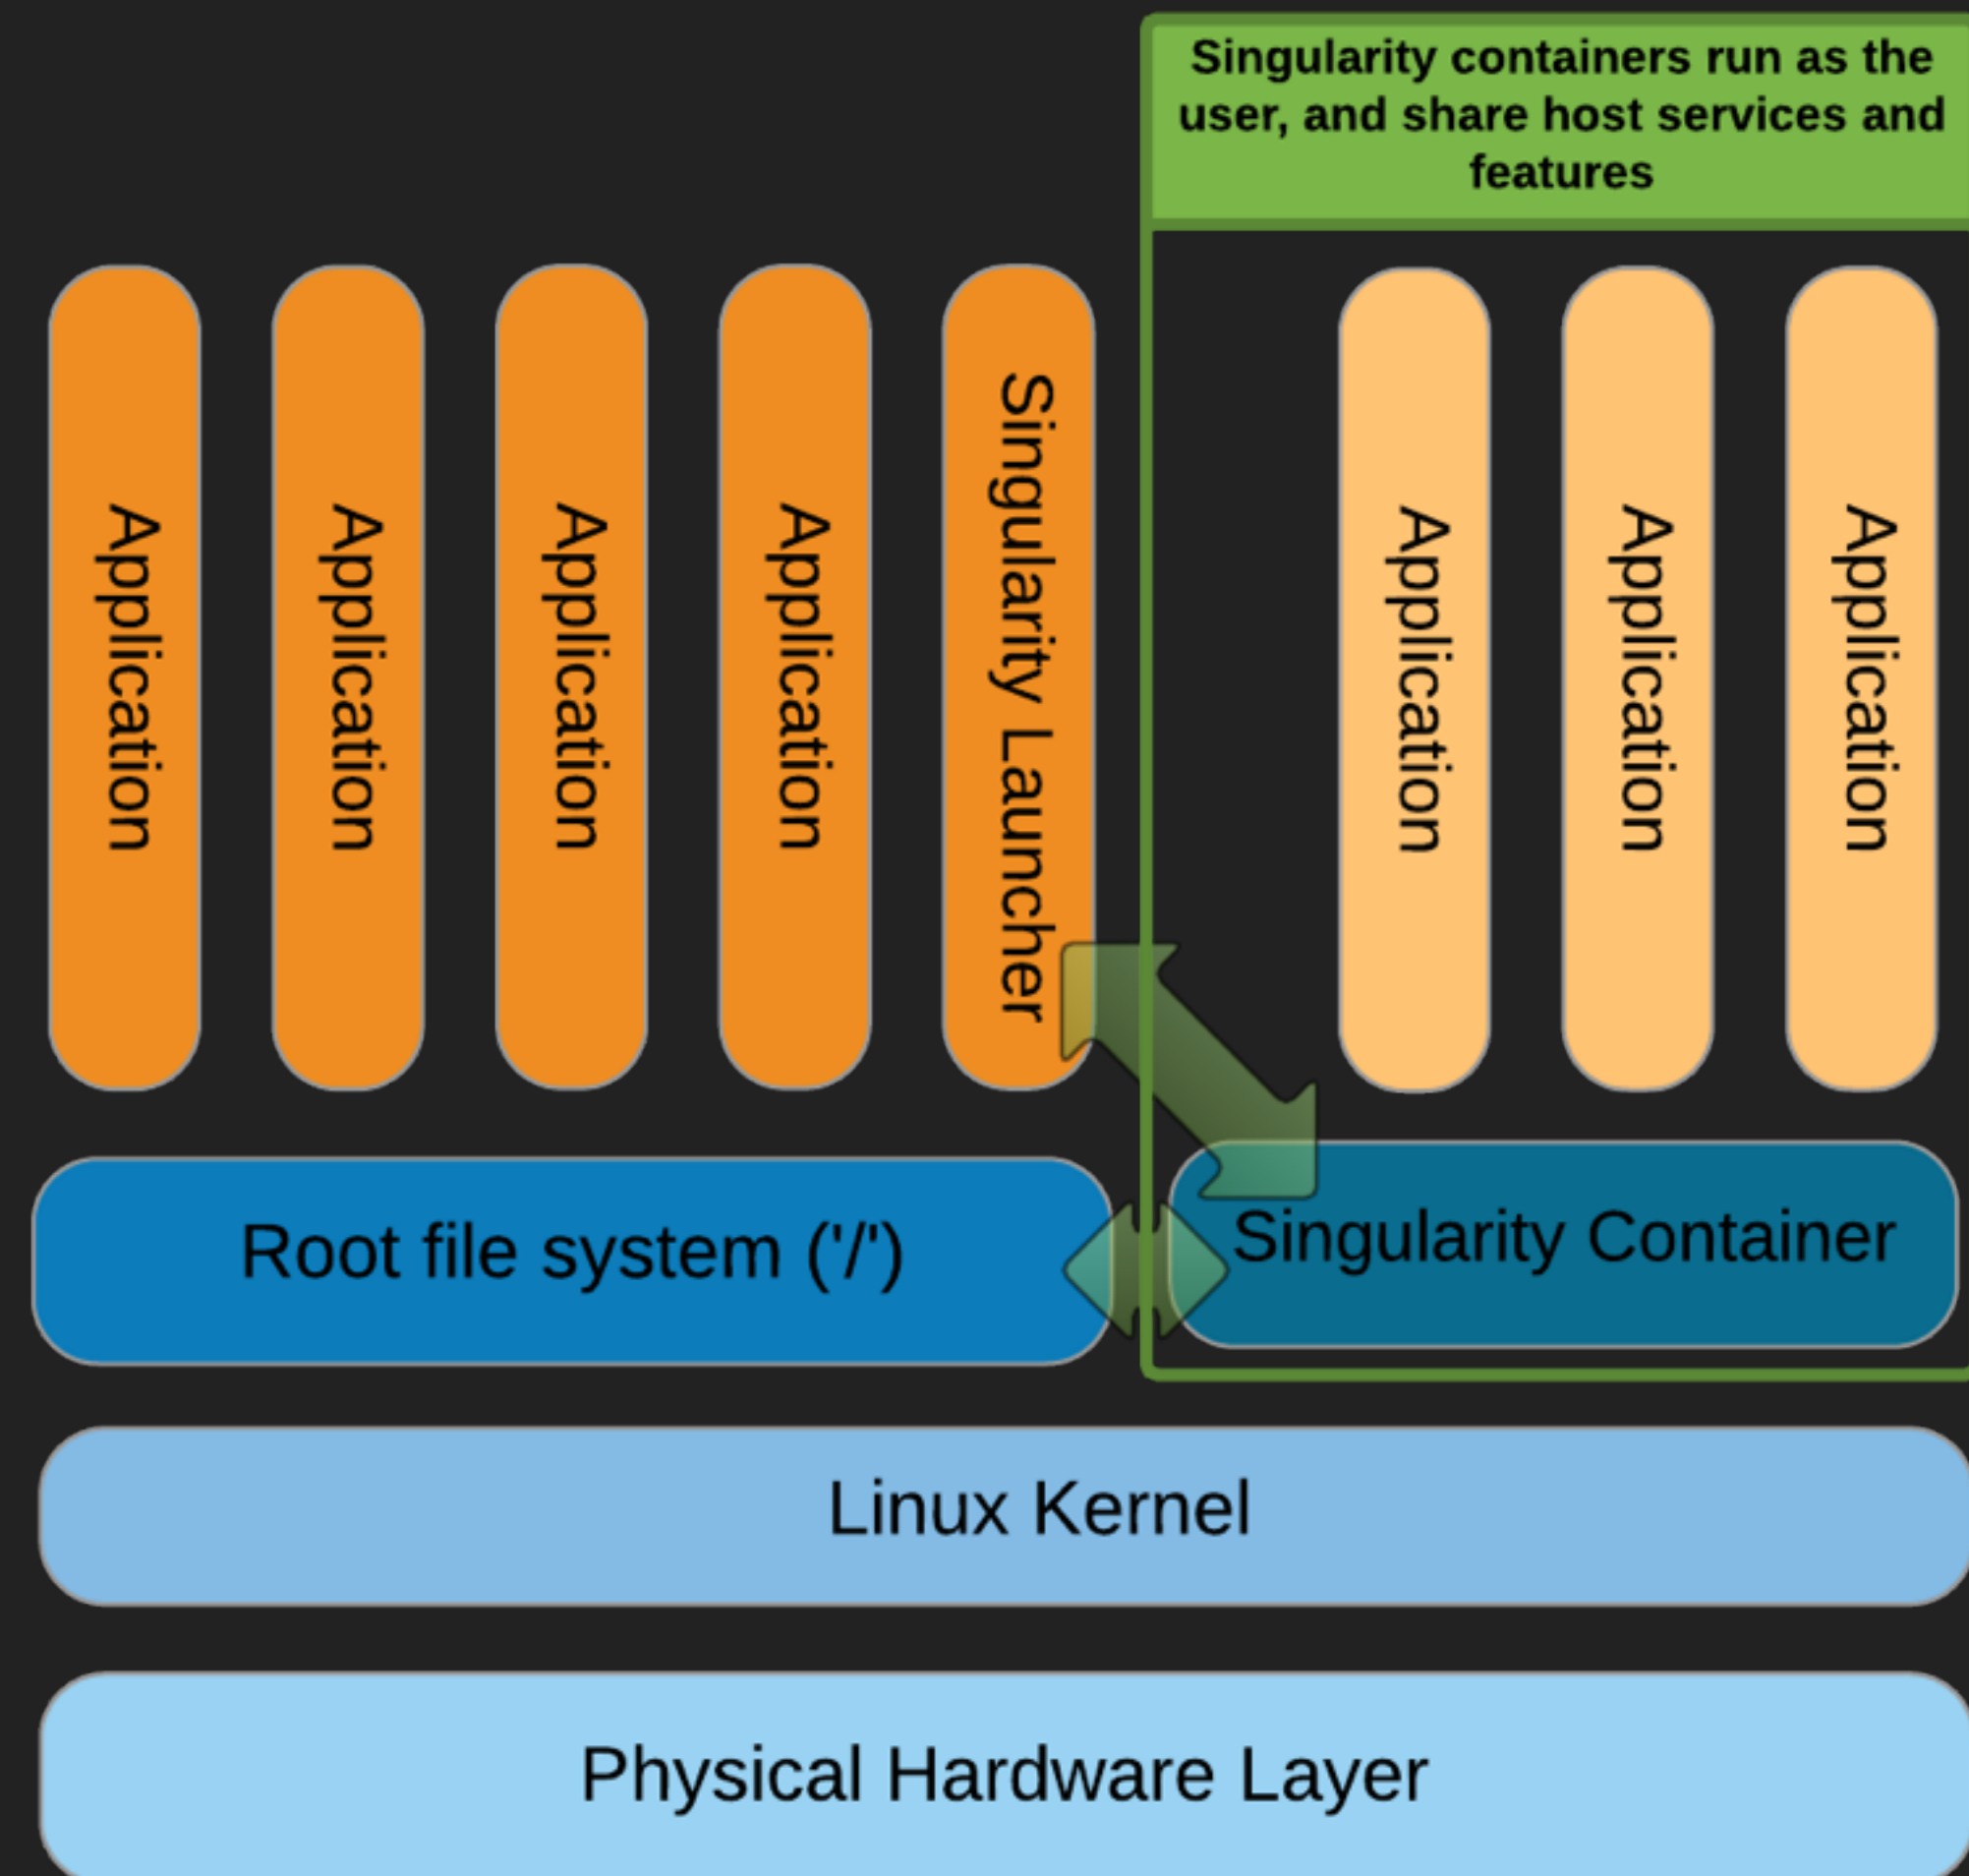 Singularity containers run as the
user, and share host services and
features
Application
Application
Application
Application
Singularity Launcher
Application
Application
Application
Root file system ('/')
Singularity Container
Linux Kernel
Physical Hardware Layer